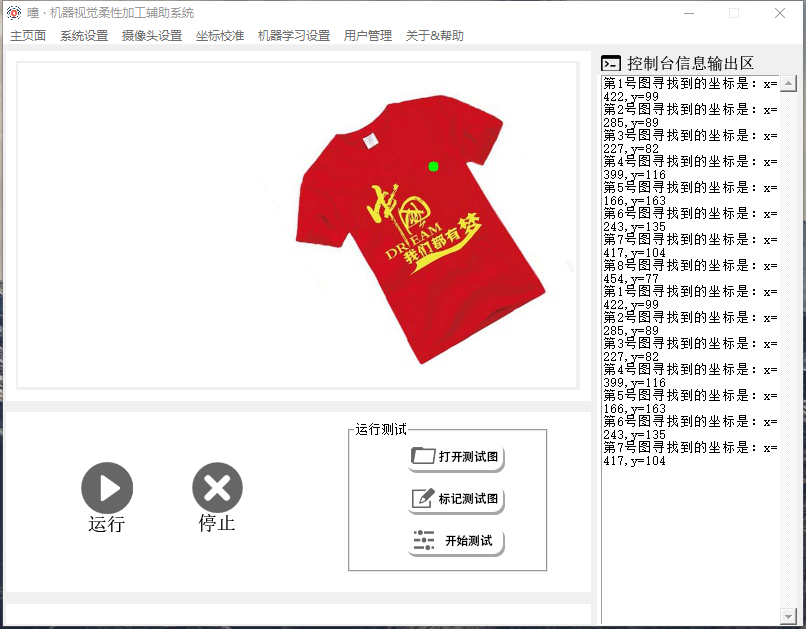 瞳·机器视觉柔性加工辅助系统
主页面 系统设置 摄像头设置 坐标校准 机器学习设置 用户管理 关于&帮助
中国
DREAM
我们都有梦
运行
停止
运行测试
打开测试图
标记测试图
开始测试
控制台信息输出区
第1号图寻找到的坐标是：x=
422,y=99
第2号图寻找到的坐标是：x=
285,y=89
第3号图寻找到的坐标是：x=
227,y=82
第4号图寻找到的坐标是：x=
399,y=116
第5号图寻找到的坐标是：x=
166,y=163
第6号图寻找到的坐标是：x=
243,y=135
第7号图寻找到的坐标是：x=
417,y=104
第8号图寻找到的坐标是：x=
454,y=77
第1号图寻找到的坐标是：x=
422,y=99
第2号图寻找到的坐标是：x=
285,y=89
第3号图寻找到的坐标是：x=
227,y=82
第4号图寻找到的坐标是：x=
399,y=116
第5号图寻找到的坐标是：x=
166,y=163
第6号图寻找到的坐标是：x=
243,y=135
第7号图寻找到的坐标是：x=
417,y=104